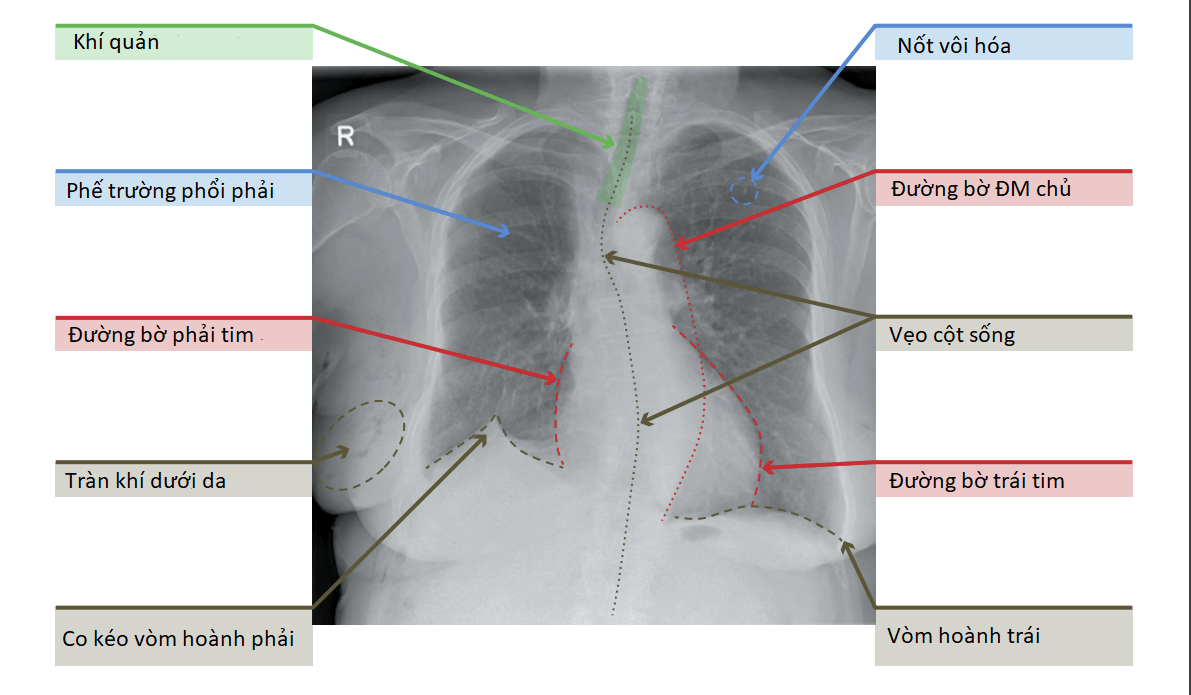 Khí quản
Nốt vôi hóa
R
Phế trường phổi phải
Đường bờ ĐM chủ
Đường bờ phải tim .
Vẹo cột sống
Tràn khí dưới da
Đường bờ trái tim
Co kéo vòm hoành phải
Vòm hoành trái